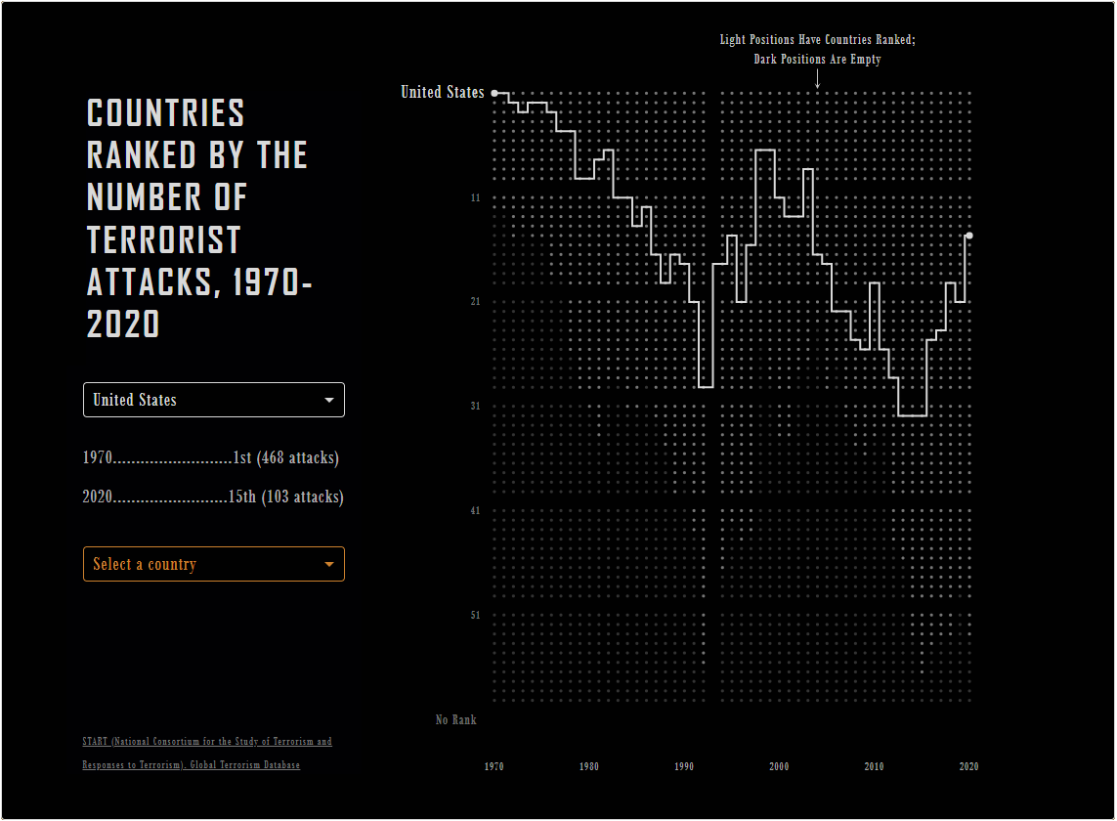 Light Positions Have Countries Ranked;
Dark Positions Are Empty
United States
COUNTRIES
RANKED BY THE
NUMBER OF
TERRORIST
ATTACKS, 1970-
2020
United States
1970..........................1st (468 attacks)
2020.........................15th (103 attacks)
Select a country
START (National Consortium for the Study of Terrorism and
Responses to Terrorism). Global Terrorism Database
11
21
31
41
51
No Rank
1970 1980 1990 2000 2010 2020